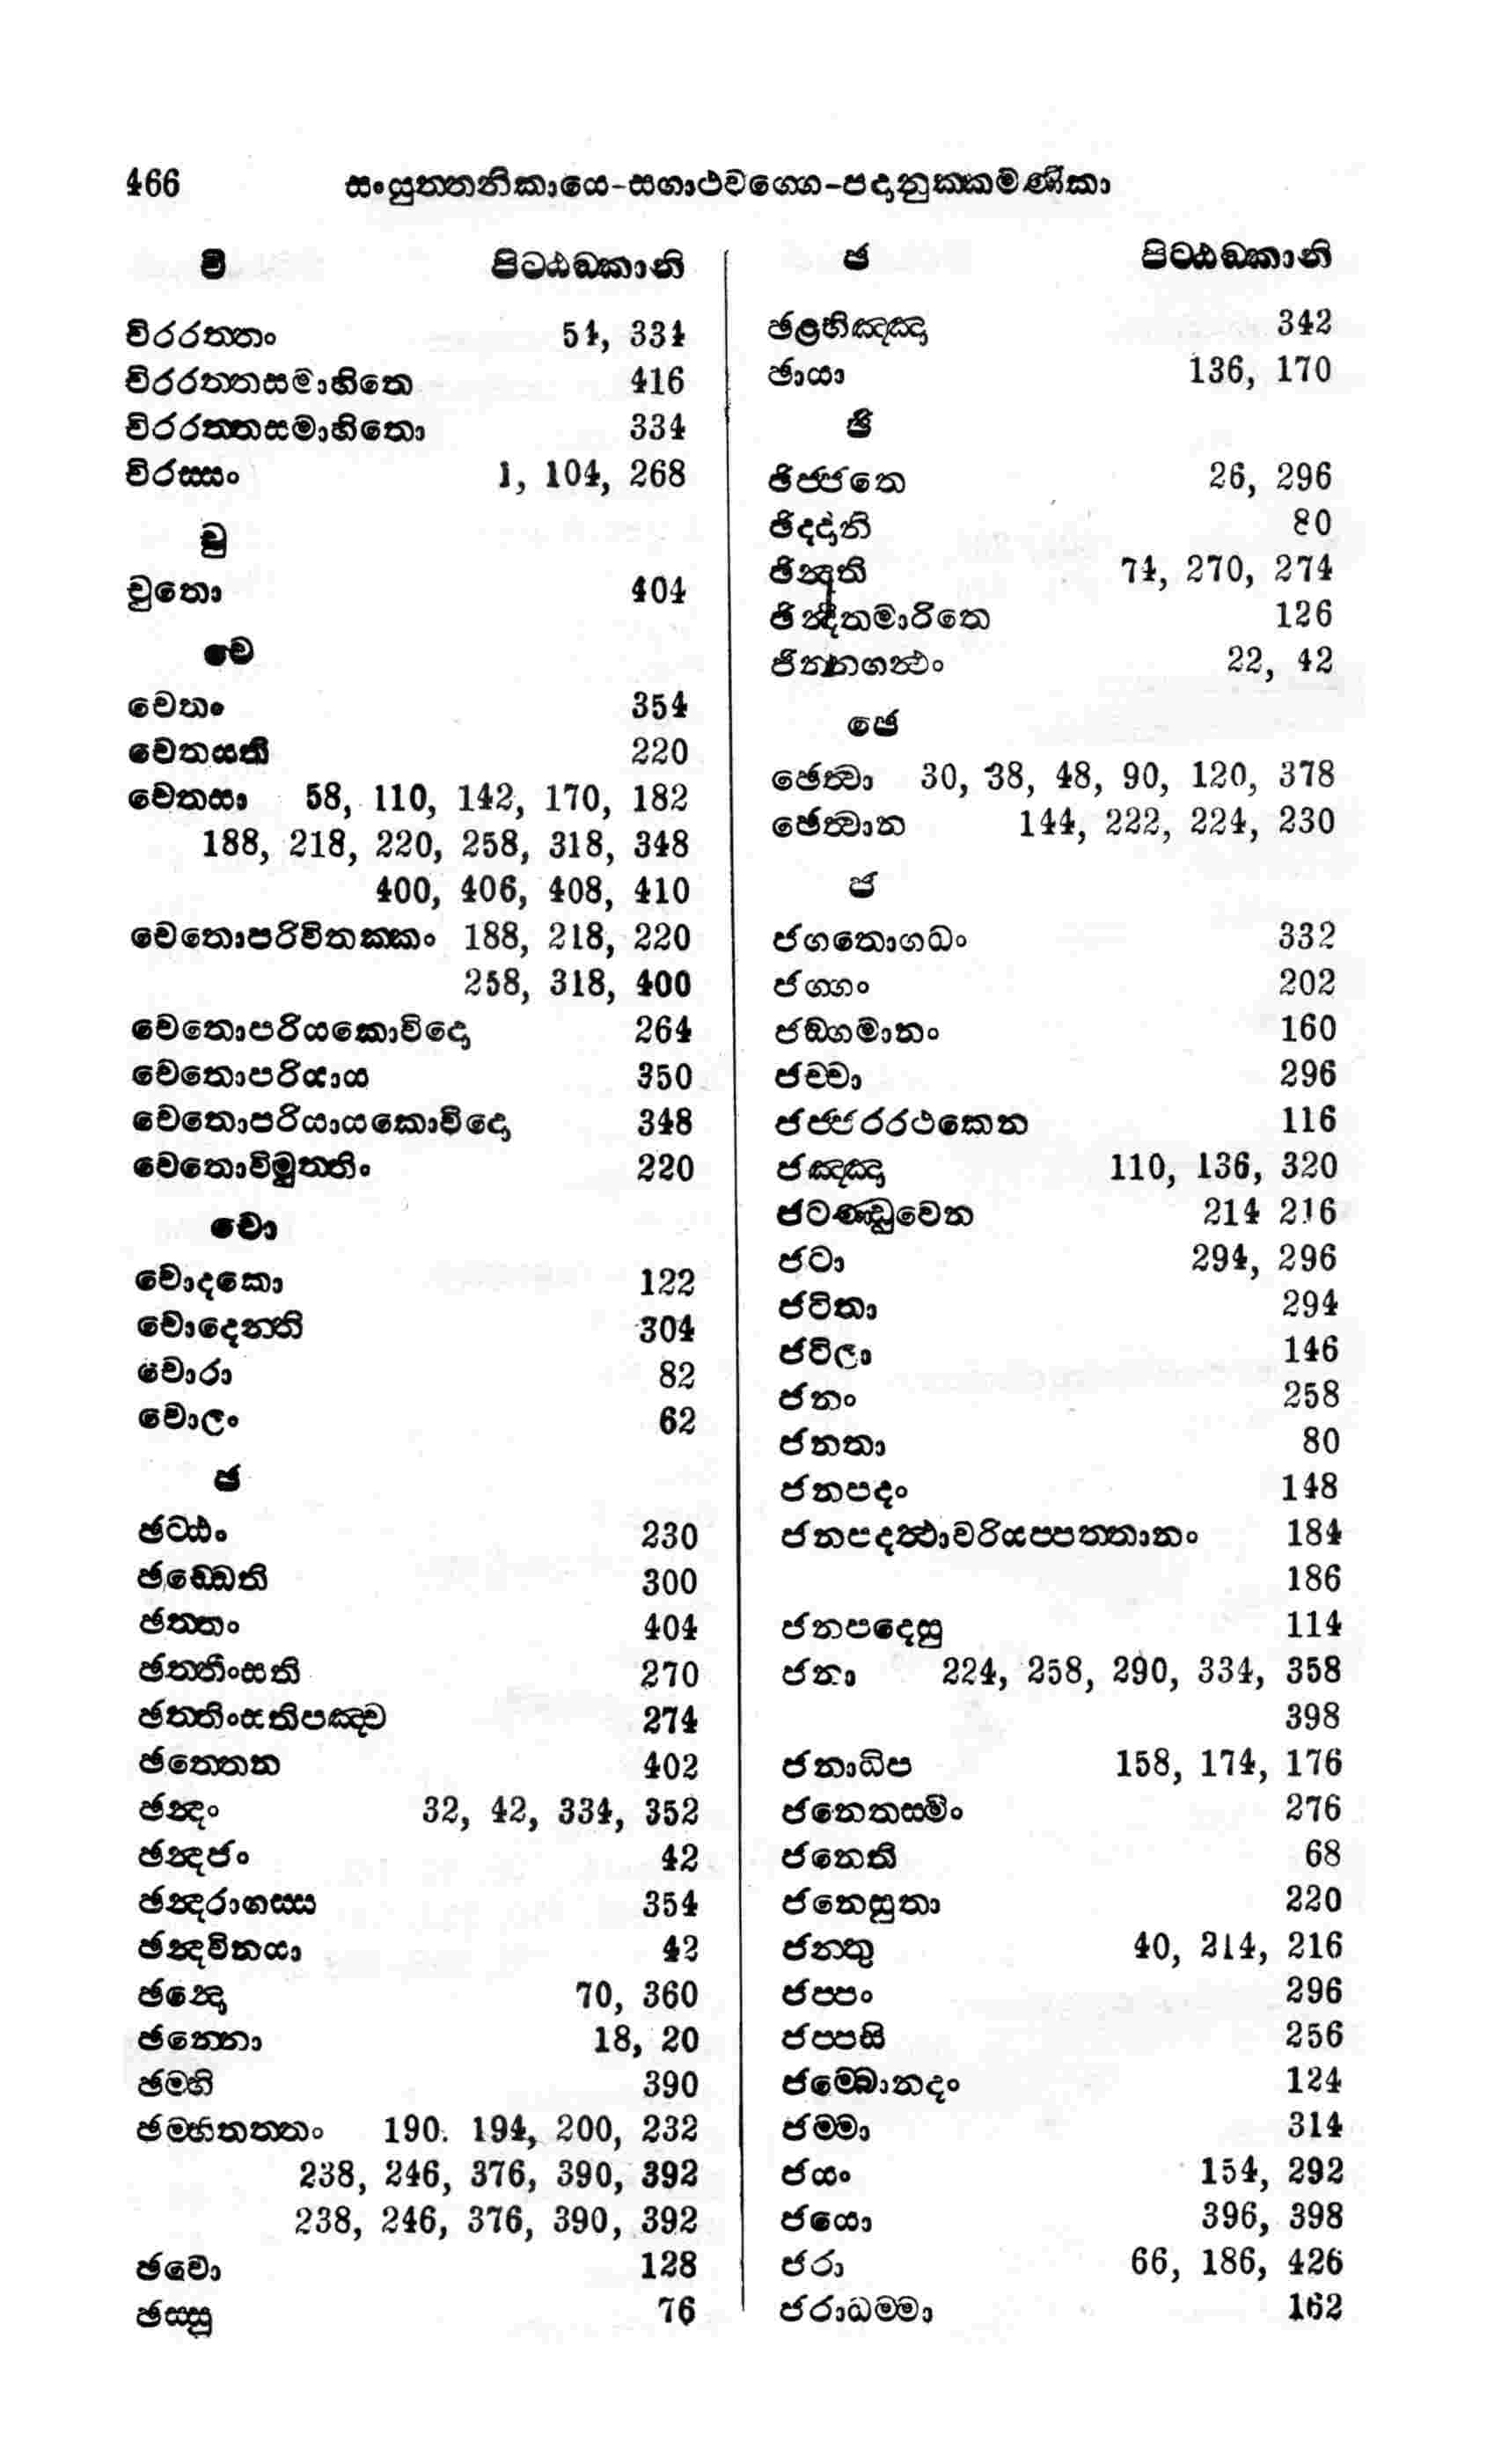 466 සංයුත්තනිකායෙ-සගාථවග්ගෙ-පදානුක්කමණිකා
චි පිට්ඨඞ්කානි
චිරරත්තං 54, 334
චිරරත්තසමාහිතෙ 416
චිරරත්තසමාහිතො 334
චිරස්සං 1, 104, 268
චු
චුතො 404
චෙ
චෙතං 354
චෙතයති 220
චෙතසා 58, 110, 142, 170, 182
188, 218, 220, 258, 318, 348
400, 406, 408, 410
චෙතොපරිවිතක්කං 188, 218, 220
258, 318, 400
චෙතොපරියකොවිදො 264
චෙතොපරියාය 350
චෙතොපරියායකොවිදො 348
චෙතොවිමුත්තිං 220
චො
චොදකො 122
චොදෙන්ති 304
චොරා 82
චොලං 62
ඡ
ඡට්ඨං 230
ඡඩ්ඩෙති 300
ඡත්තං 404
ඡත්තිංසති 270
ඡත්තිංසතිපඤ්ච 274
ඡත්තෙන 402
ඡන්දං 32, 42, 334, 352
ඡන්දජං 42
ඡන්දරාගස්ස 354
ඡන්දවිනයා 42
ඡන්දො 70, 360
ඡන්නො 18, 20
ඡමහි 390
ඡම්භිතත්තං 190. 194, 200, 232
238, 246, 376, 390, 392
238, 246, 376, 390, 392
ඡවො 128
ඡස්සු 76
ඡ පිට්ඨඞ්කානි
ඡළභිඤ්ඤා 342
ඡායා 136, 170
ඡි
ඡිජ්ජතෙ 26, 296
ඡිද්දානි 80
ඡින්දති 74, 270, 274
ඡින්දිතමාරිතෙ 126
ඡින්නගන්ථං 22, 42
ඡෙ
ඡෙත්වා 30, 38, 48, 90, 120, 378
ඡෙත්වාන 144, 222, 224, 230
ජ
ජගතොගධං 332
ජග්ගං 202
ජඞ්ගමානං 160
ජච්චා 296
ජජ්ජරරථකෙන 116
ජඤ්ඤා 110, 136, 320
ජටණ්ඩුවෙන 214 216
ජටා 294, 296
ජටිතා 294
ජටිලා 146
ජනං 258
ජනතා 80
ජනපදං 148
ජනපදත්ථාවරියප්පත්තානං 184
186
ජනපදෙසු 114
ජනා 224, 258, 290, 334, 358
398
ජනාධිප 158, 174, 176
ජනෙතස්මිං 276
ජනෙති 68
ජනෙසුතා 220
ජන්තු 40, 214, 216
ජප්පං 296
ජප්පසි 256
ජම්බොනදං 124
ජම්මා 314
ජයං 154, 292
ජයො 396, 398
ජරා 66, 186, 426
ජරාධම්මා 162